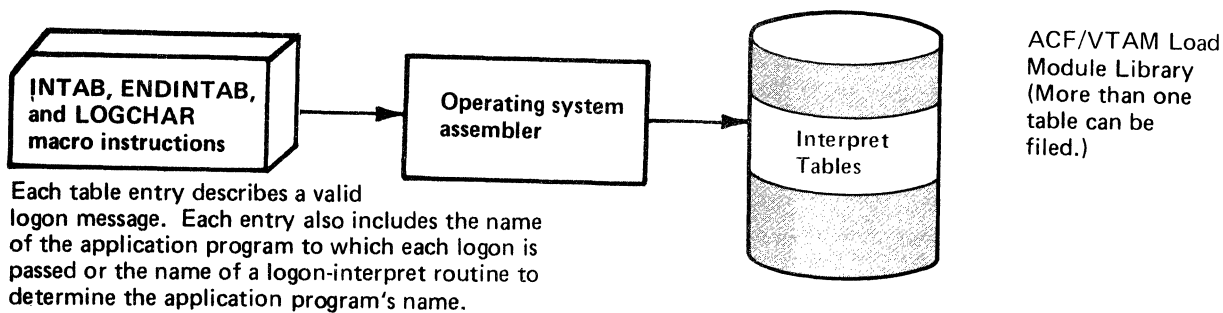 INTAB, ENDINTAB,
and LOGCHAR
macro instructions
Operating system
assembler
Interpret
Tables
ACF/VTAM Load
Module Library
(More than one
table can be
filed.)
Each table entry describes a valid
logon message. Each entry also includes the name
of the application program to which each logon is
passed or the name of a logon-interpret routine to
determine the application program's name.